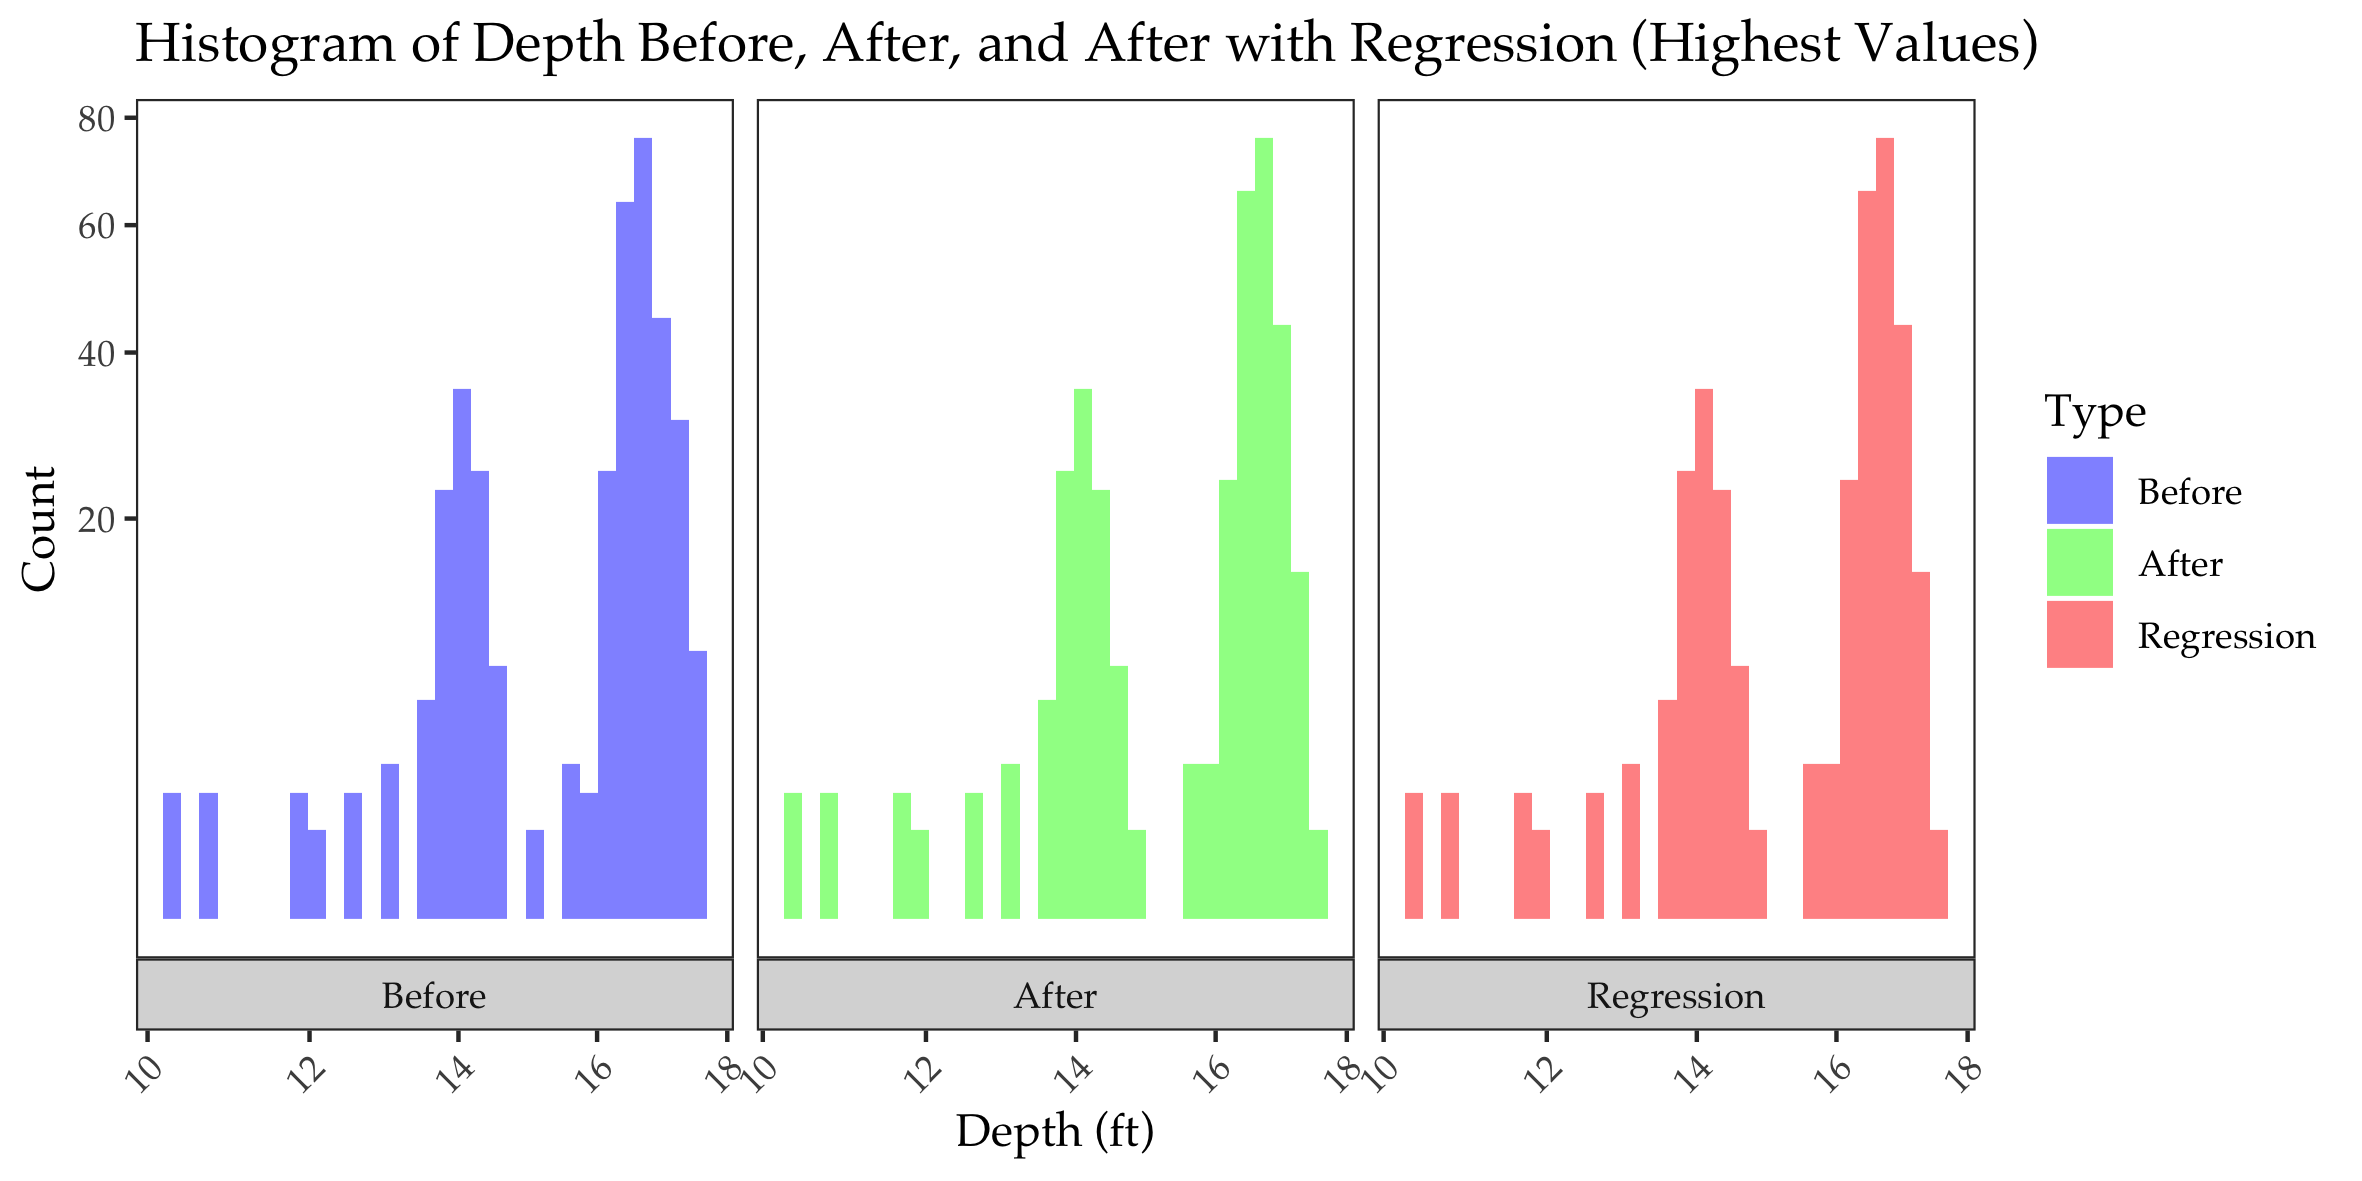 Histogram of Depth Before, After, and After with Regression (Highest Values)
80
60
40
20
Count
Before
After
Regression
10
12
14
16
18
10
12
14
16
18
10
12
14
16
18
Depth (ft)
Type
Before
After
Regression